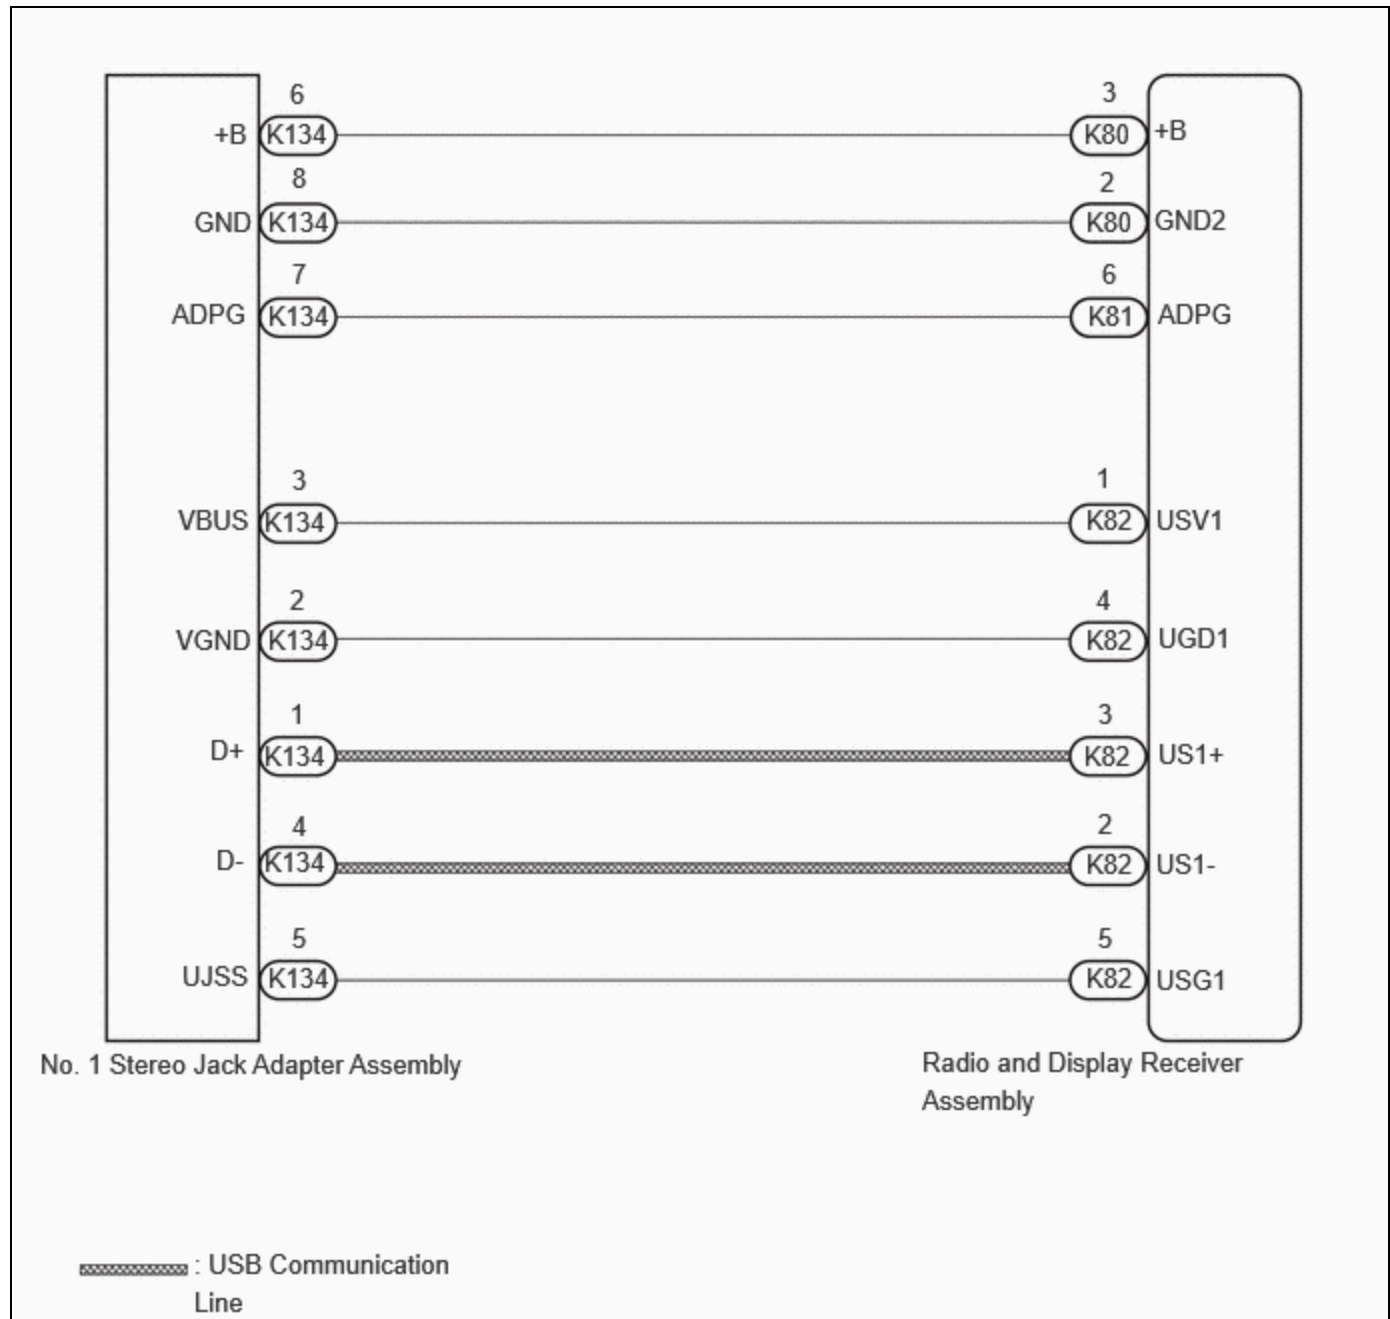 6 3
+B K134 K80 +B
8 2
GND K134 K80 GND2
7 6
ADPG K134 K81 ADPG
3 1
VBUS K134 K82 USV1
2 4
VGND K134 K82 UGD1
1 3
D+ K134 K82 US1+
4 2
D- K134 K82 US1-
5 5
UJSS K134 K82 USG1
No. 1 Stereo Jack Adapter Assembly
Radio and Display Receiver
Assembly
: USB Communication
Line